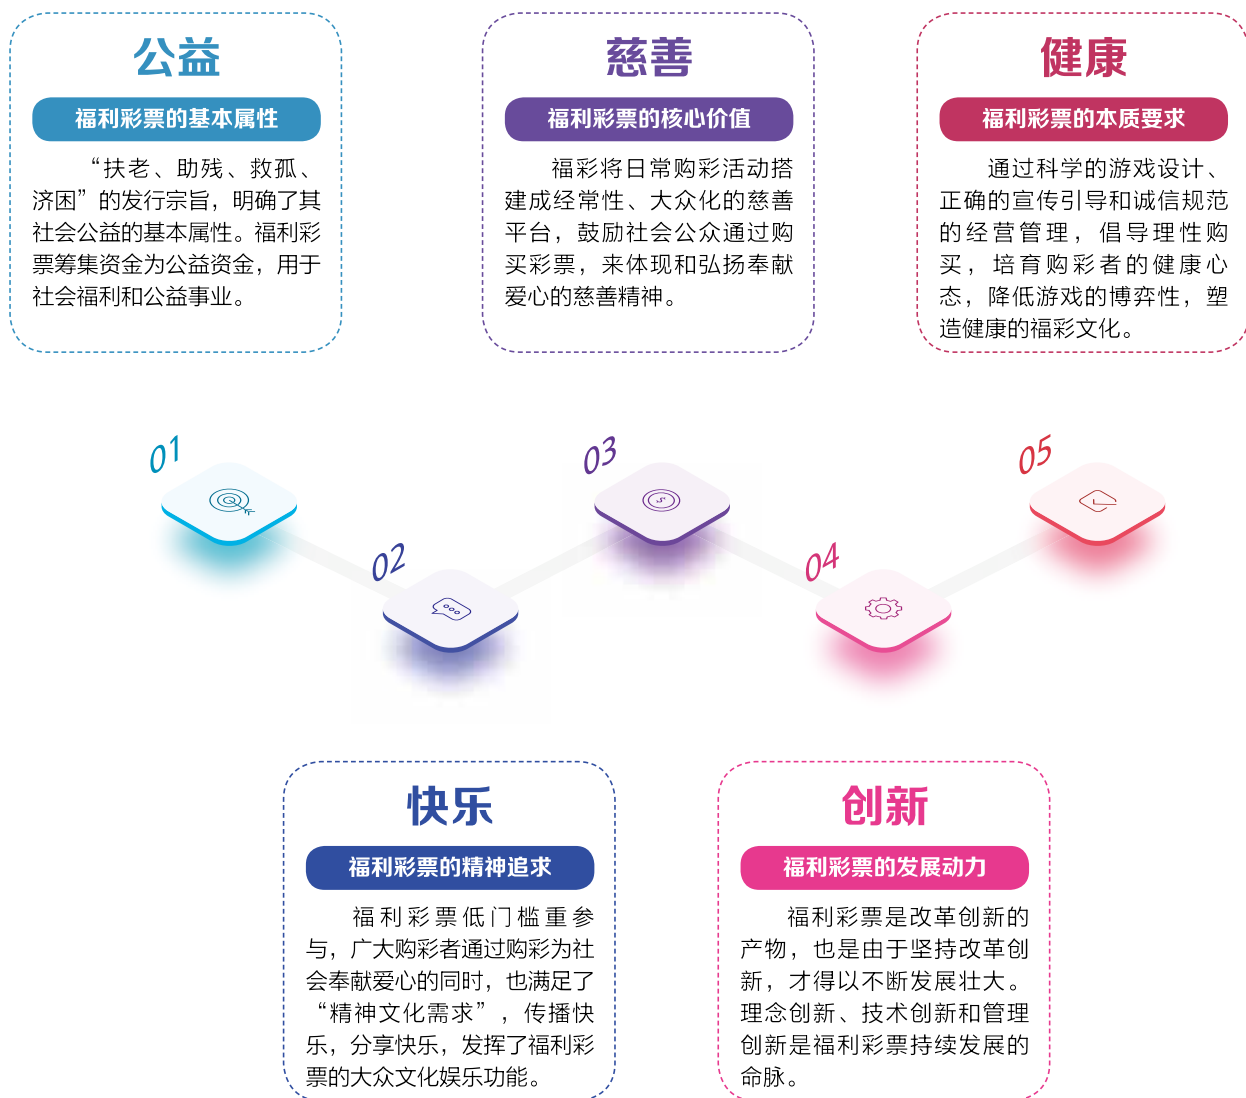 公益
福利彩票的基本属性
“扶老、助残、救孤、
济困”的发行宗旨，明确了其
社会公益的基本属性。福利彩
票筹集资金为公益资金，用于
社会福利和公益事业。
慈善
福利彩票的核心价值
福彩将日常购彩活动搭
建成经常性、大众化的慈善
平台，鼓励社会公众通过购
买彩票，来体现和弘扬奉献
爱心的慈善精神。
健康
福利彩票的本质要求
通过科学的游戏设计、
正确的宣传引导和诚信规范
的经营管理，倡导理性购
买，培育购彩者的健康心
态，降低游戏的博弈性，塑
造健康的福彩文化。
01
02
03
04
05
快乐
福利彩票的精神追求
福利彩票低门槛重参
与，广大购彩者通过购彩为社
会奉献爱心的同时，也满足了
“精神文化需求”，传播快
乐，分享快乐，发挥了福利彩
票的大众文化娱乐功能。
创新
福利彩票的发展动力
福利彩票是改革创新的
产物，也是由于坚持改革创
新，才得以不断发展壮大。
理念创新、技术创新和管理
创新是福利彩票持续发展的
命脉。